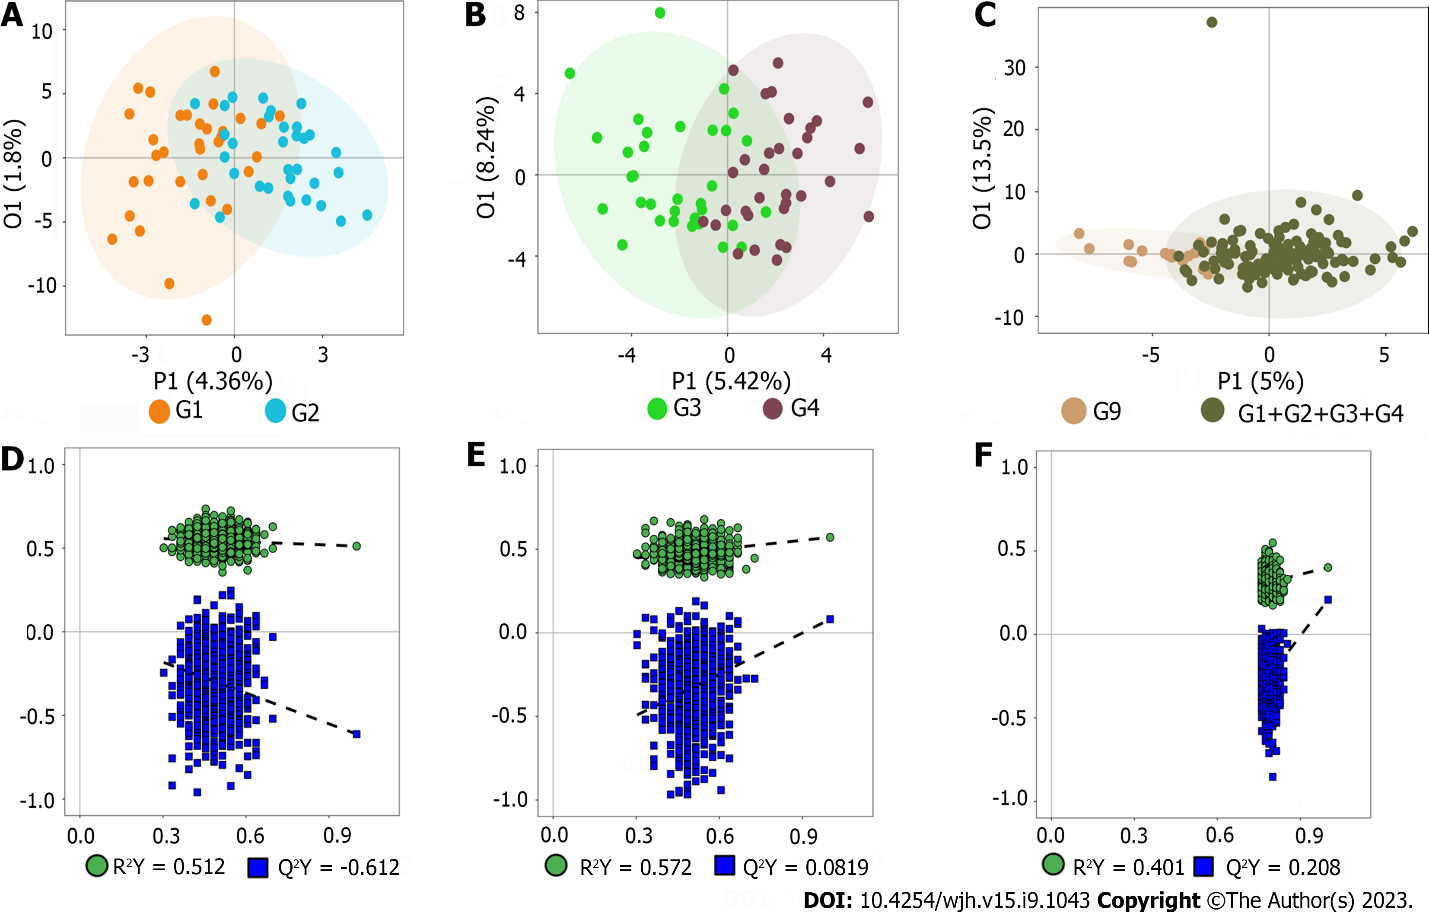 A
10
5
0
-5
-10
O1 (1.8%)
-3
0
3
P1 (4.36%)
G1
G2
B
8
4
0
-4
O1 (8.24%)
-4
0
4
P1 (5.42%)
G3
G4
C
30
20
10
0
-10
O1 (13.5%)
-5
0
5
P1 (5%)
G9
G1+G2+G3+G4
D
1.0
0.5
0.0
-0.5
-1.0
0.0
0.3
0.6
0.9
R²Y = 0.512
Q²Y = -0.612
E
1.0
0.5
0.0
-0.5
-1.0
0.0
0.3
0.6
0.9
R²Y = 0.572
Q²Y = 0.0819
F
1.0
0.5
0.0
-0.5
-1.0
0.0
0.3
0.6
0.9
R²Y = 0.401
Q²Y = 0.208
DOI: 10.4254/wjh.v15.i9.1043 Copyright ©The Author(s) 2023.